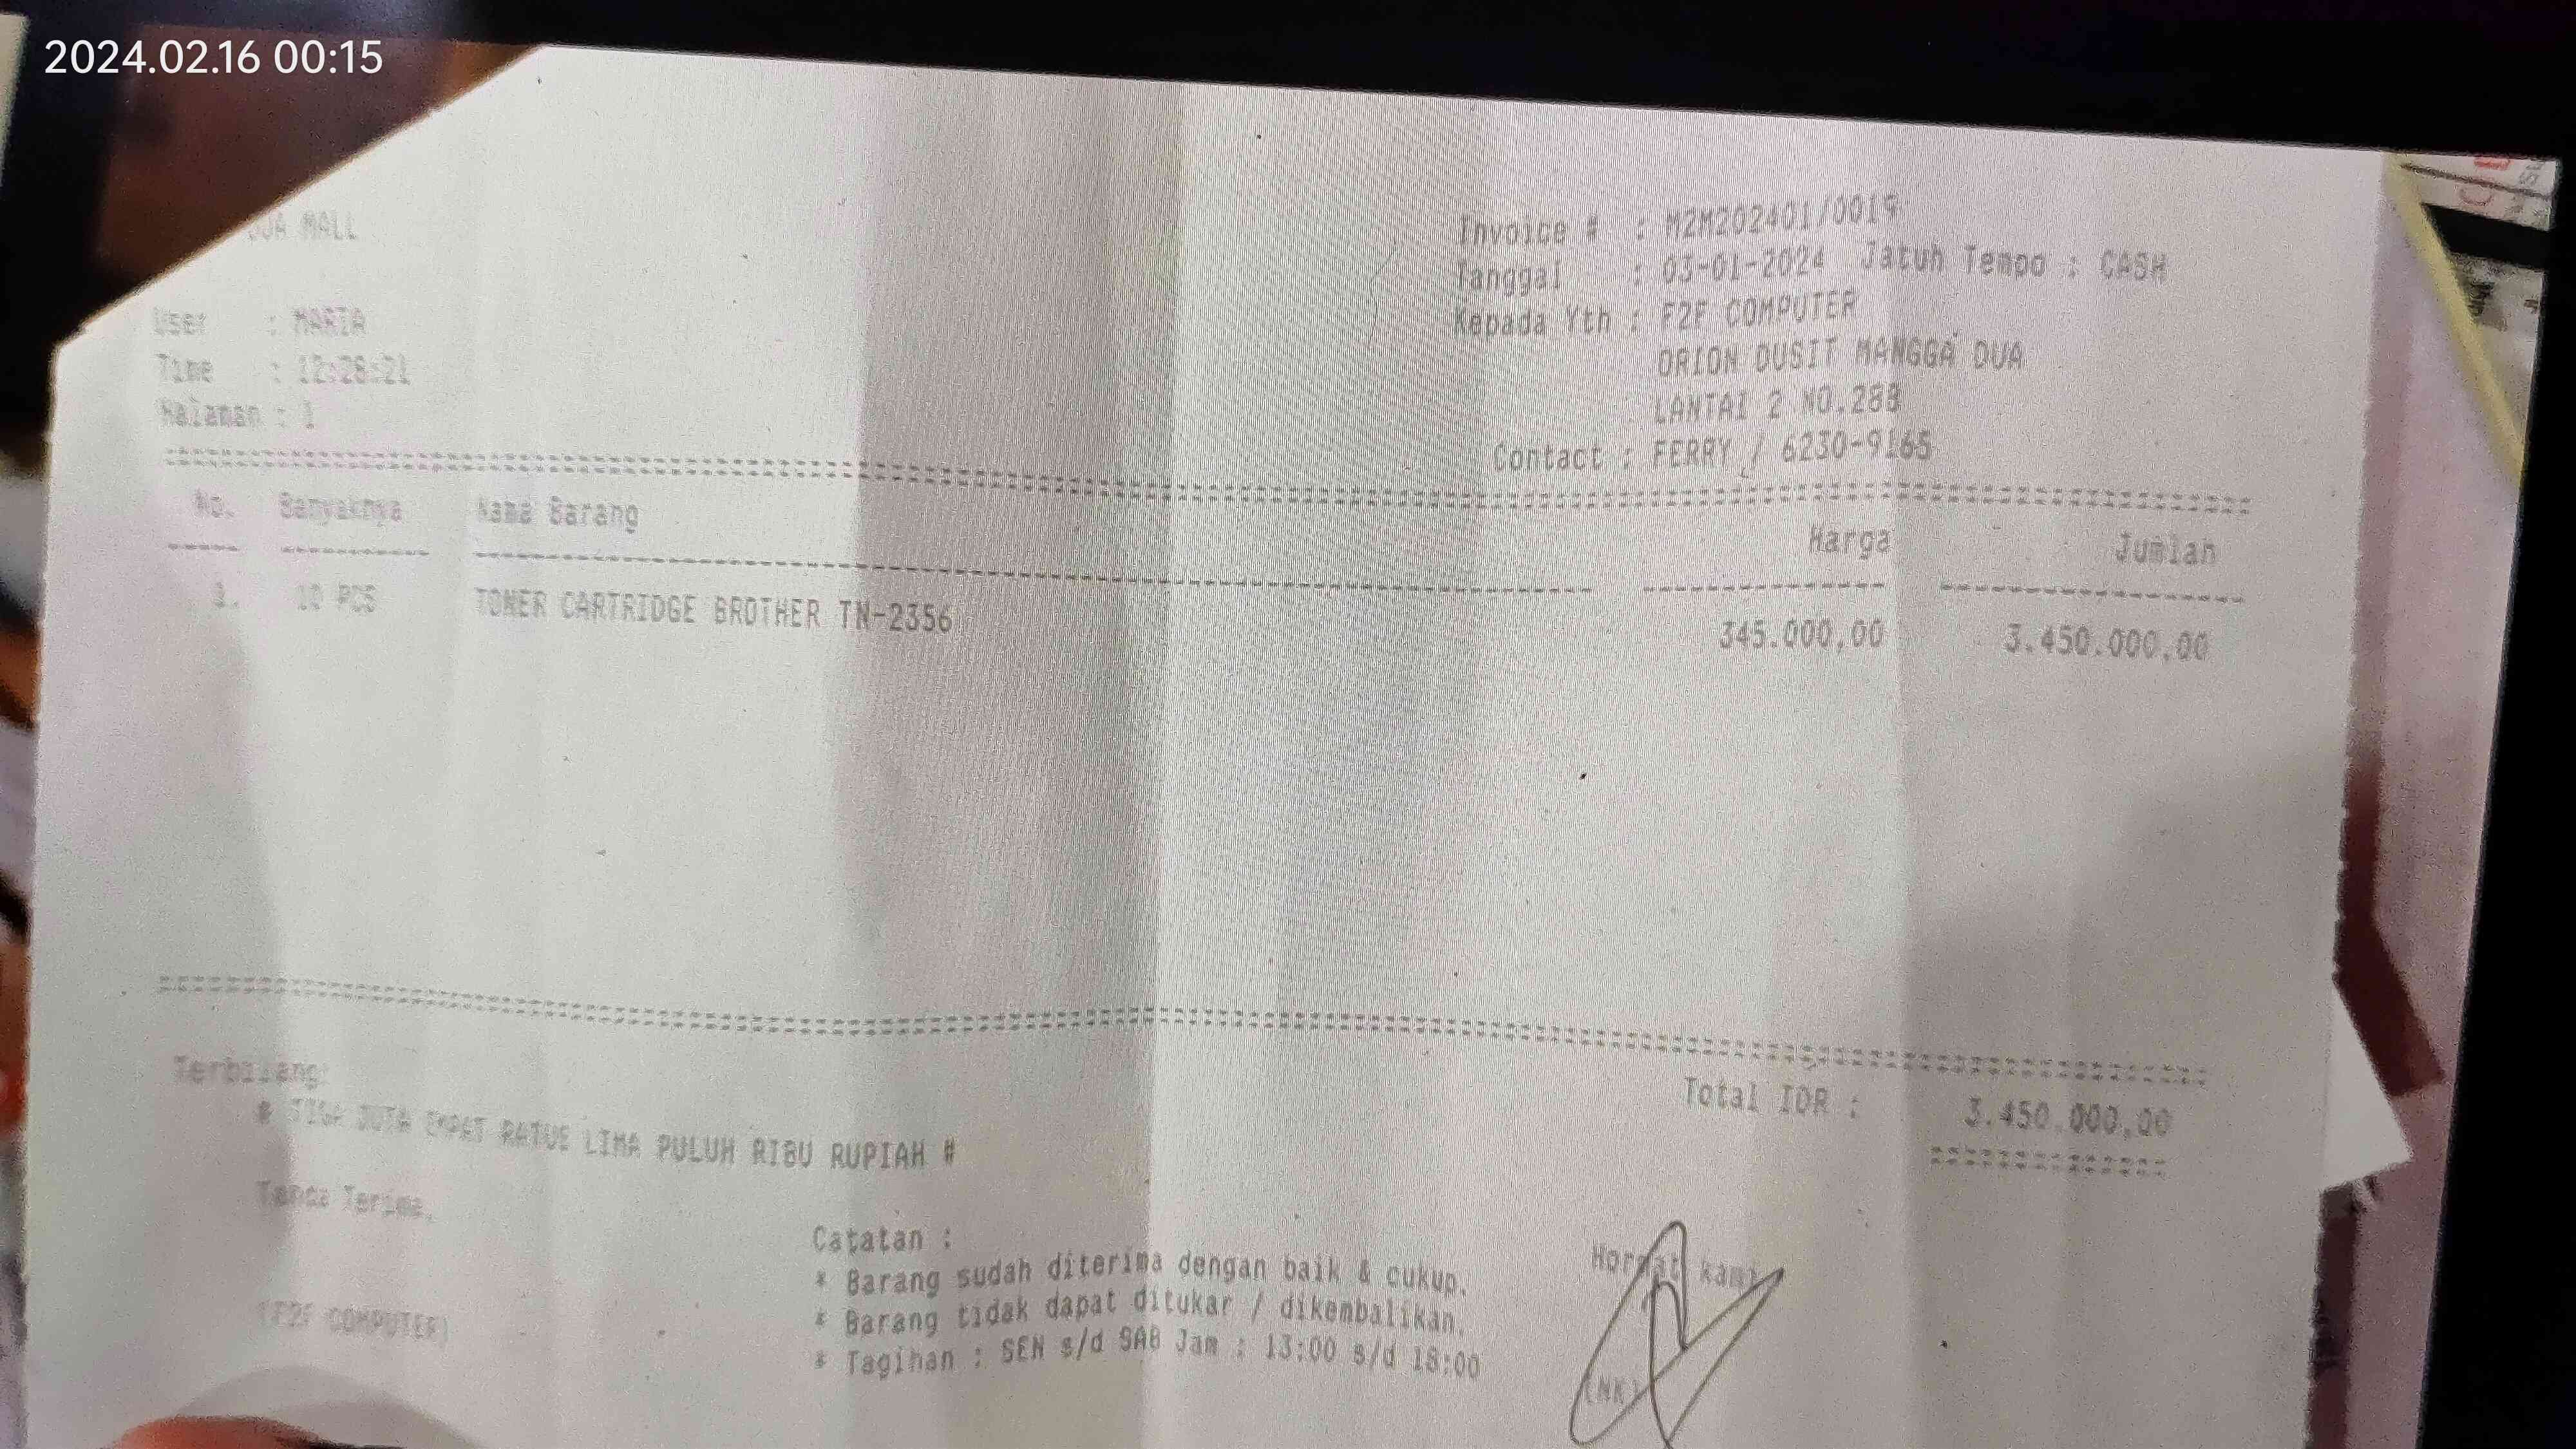 2024.02.16 00:15
DUA MALL
Invoice # : M2M202401/0019
Tanggal : 03-01-2024 Jatuh Tempo : CASH
User : MARIA
Kepada Yth : F2F COMPUTER
Time : 12:28:21
ORION DUSIT MANGGA DUA
Halaman : 1
LANTAI 2 NO.28B
Contact : FERRY / 6230-9165
No. Banyaknya Nama Barang Harga Jumlah
1. 10 PCS TONER CARTRIDGE BROTHER TN-2356 345.000,00 3.450.000,00
Terbilang:
Total IDR : 3.450.000,00
# TIGA JUTA EMPAT RATUS LIMA PULUH RIBU RUPIAH #
Tanda Terima,
Catatan :
Hormat kami,
* Barang sudah diterima dengan baik & cukup.
* Barang tidak dapat ditukar / dikembalikan.
(F2F COMPUTER)
* Tagihan : SEN s/d SAB Jam : 13:00 s/d 18:00
(NK)